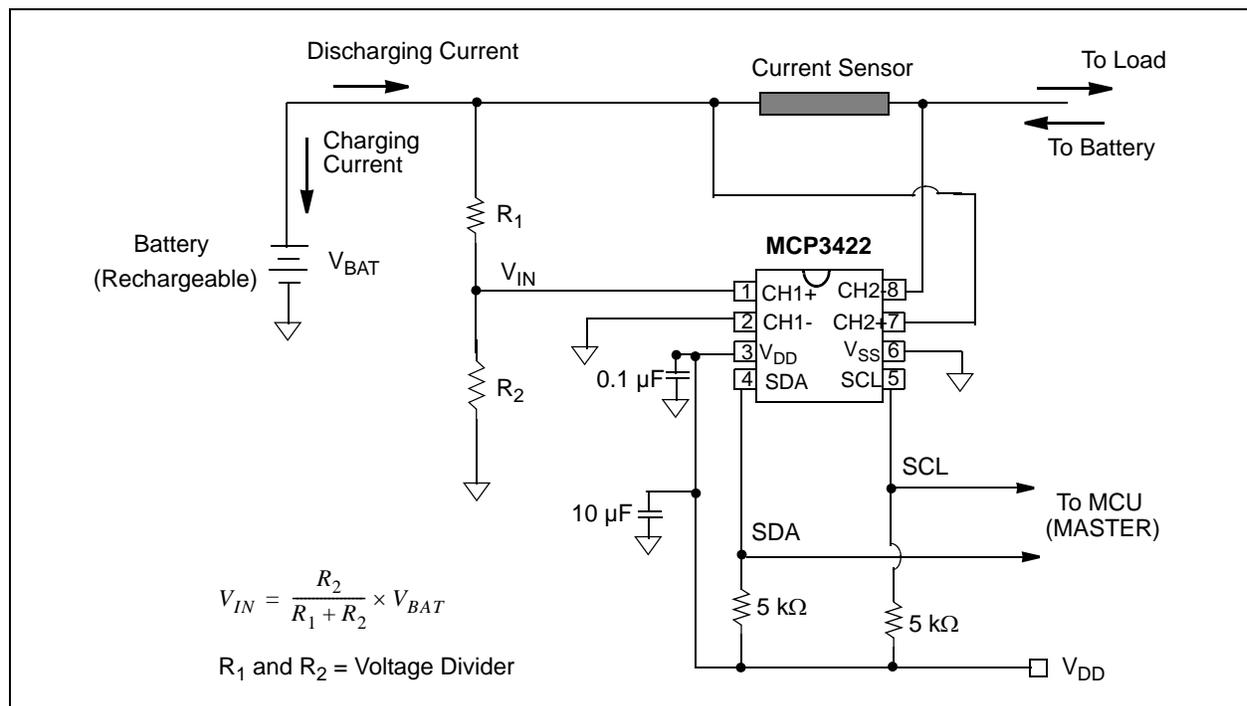 Discharging Current
Current Sensor
To Load
To Battery
Charging
Current
R1
Battery
(Rechargeable)
VBAT
VIN
MCP3422
1 CH1+
CH2- 8
2 CH1-
CH2+ 7
3 VDD
VSS 6
4 SDA
SCL 5
0.1 µF
R2
10 µF
SCL
To MCU
(MASTER)
SDA
5 kΩ
5 kΩ
VIN = R2 / (R1 + R2) × VBAT
R1 and R2 = Voltage Divider
VDD